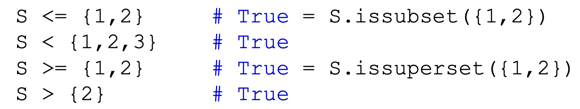 S <= {1,2}     # True = S.issubset({1,2})
S < {1,2,3}    # True
S >= {1,2}     # True = S.issuperset({1,2})
S > {2}        # True